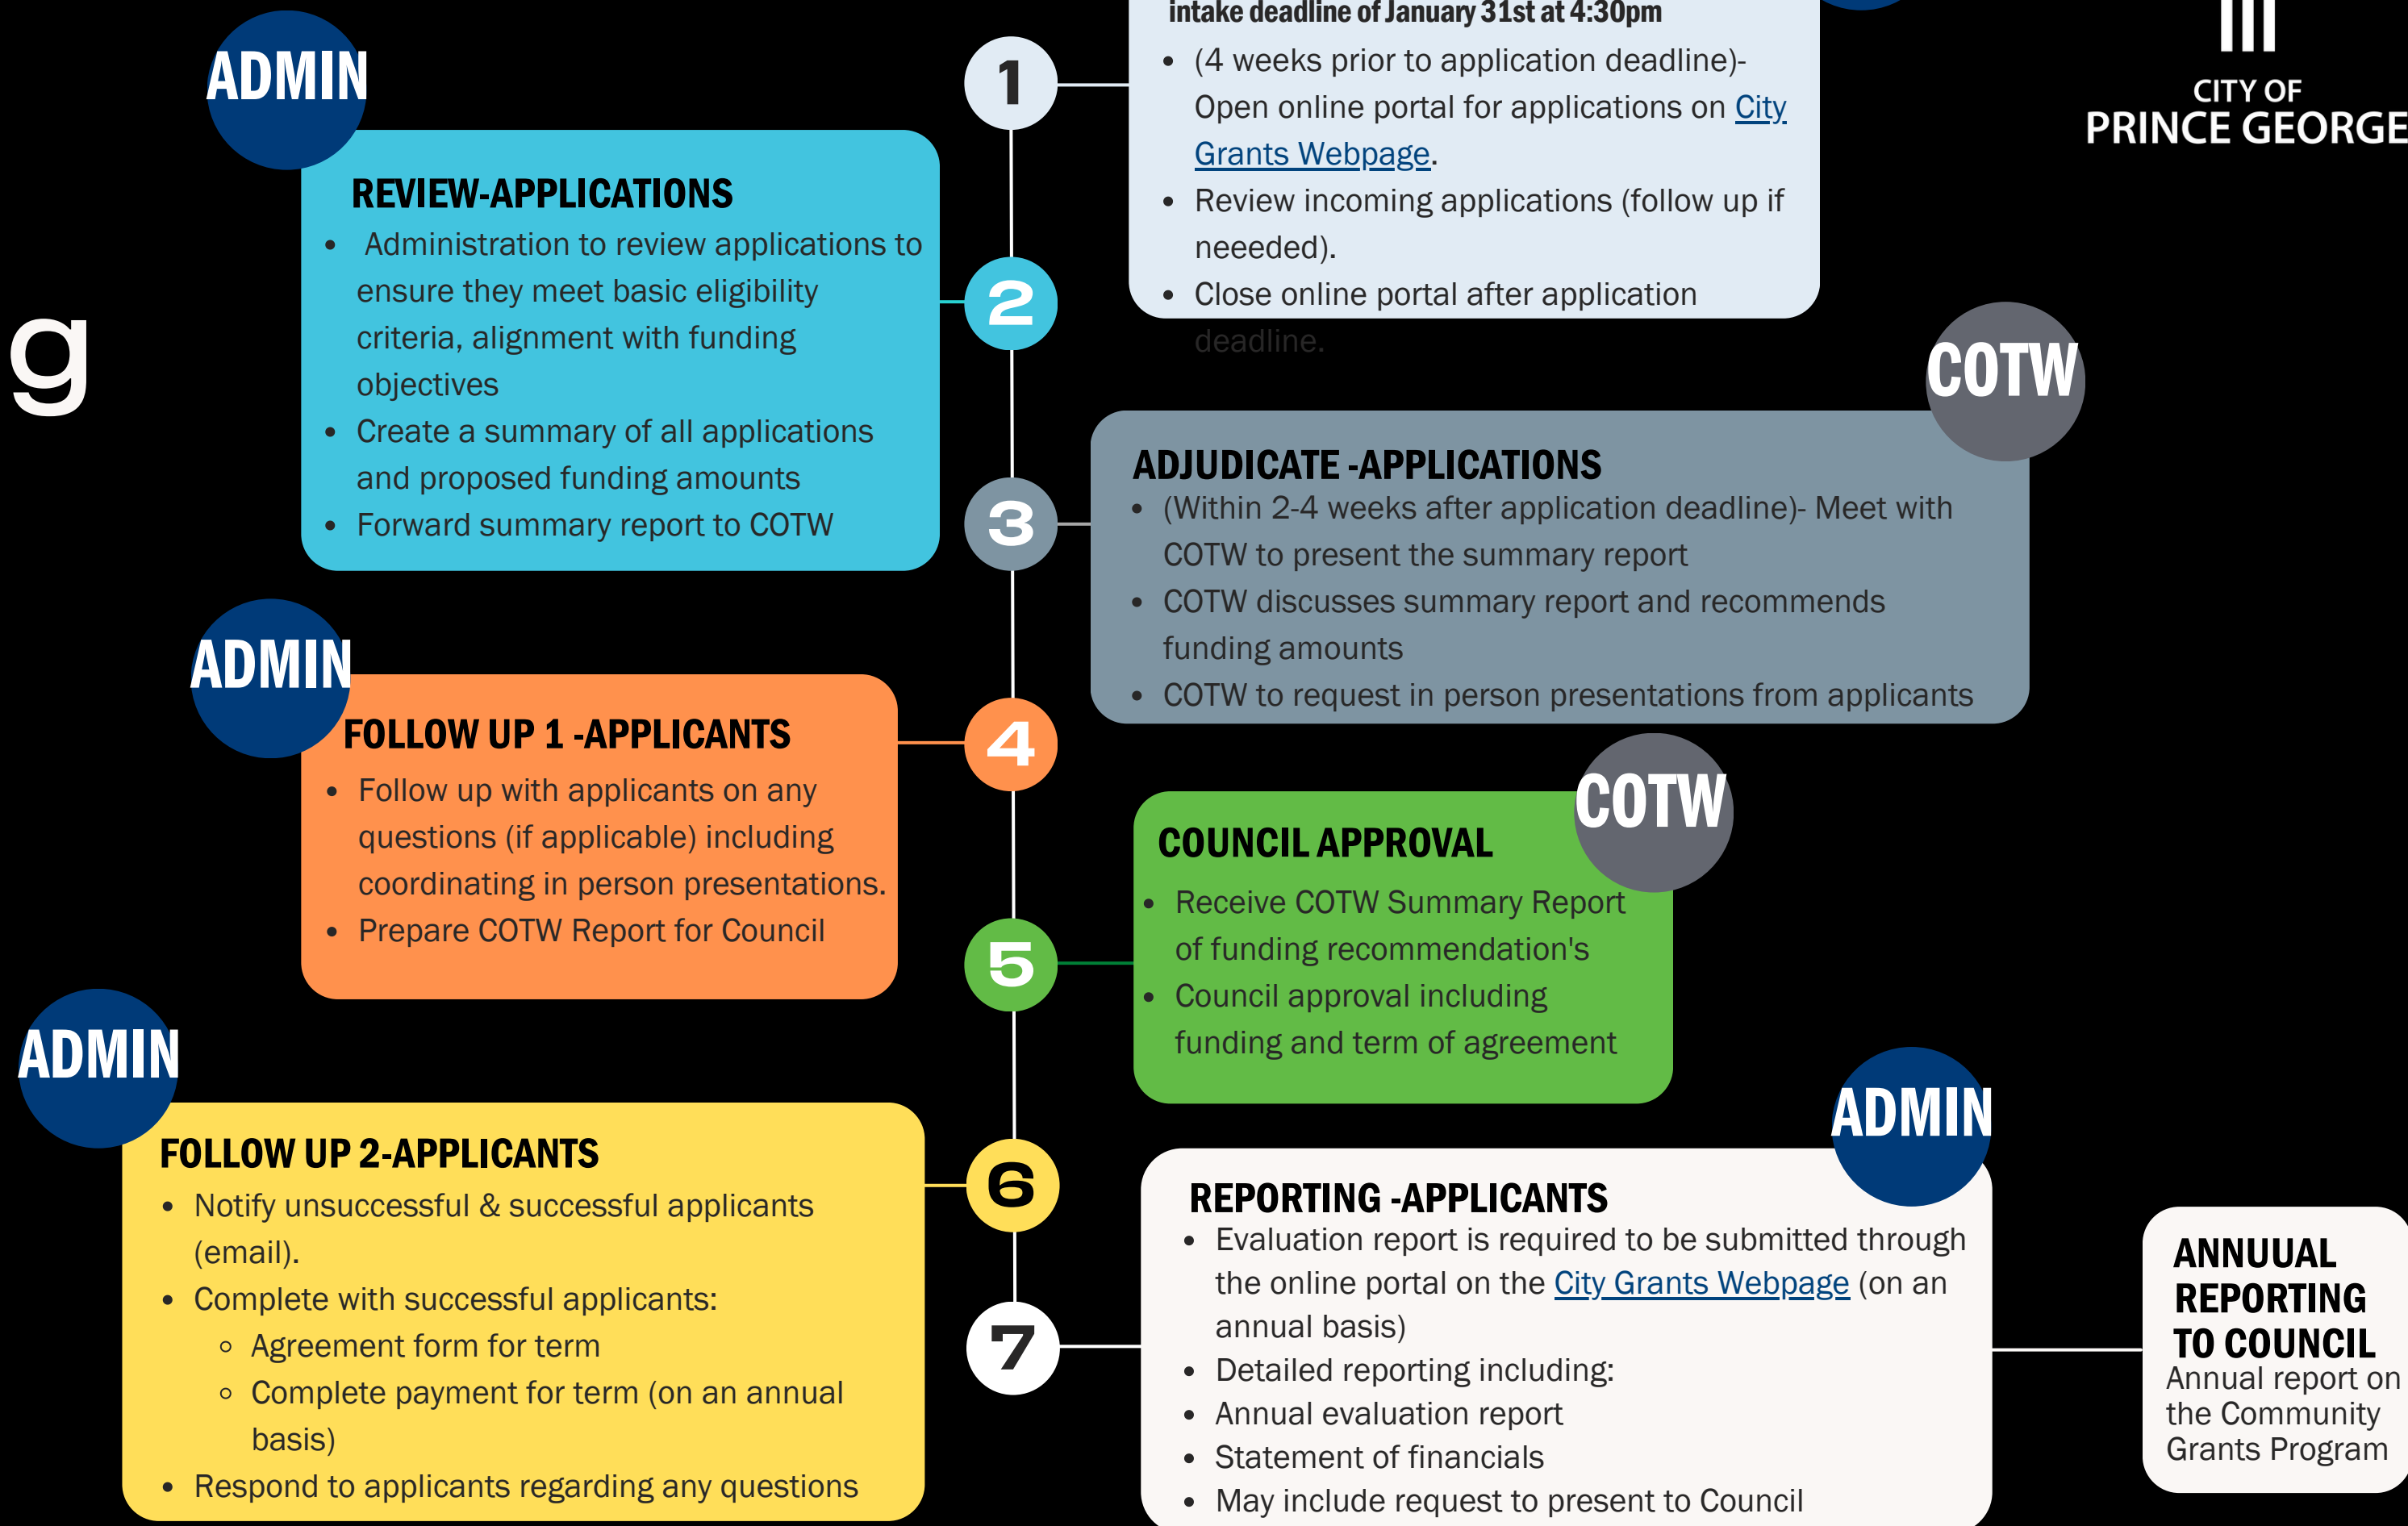 intake deadline of January 31st at 4:30pm
1
• (4 weeks prior to application deadline)-
Open online portal for applications on City
Grants Webpage.
• Review incoming applications (follow up if
neeeded).
• Close online portal after application
deadline.
CITY OF
PRINCE GEORGE
g
ADMIN
REVIEW-APPLICATIONS
• Administration to review applications to
ensure they meet basic eligibility
criteria, alignment with funding
objectives
• Create a summary of all applications
and proposed funding amounts
• Forward summary report to COTW
2
COTW
3
ADJUDICATE -APPLICATIONS
• (Within 2-4 weeks after application deadline)- Meet with
COTW to present the summary report
• COTW discusses summary report and recommends
funding amounts
• COTW to request in person presentations from applicants
ADMIN
FOLLOW UP 1 -APPLICANTS
• Follow up with applicants on any
questions (if applicable) including
coordinating in person presentations.
• Prepare COTW Report for Council
4
COTW
5
COUNCIL APPROVAL
• Receive COTW Summary Report
of funding recommendation's
• Council approval including
funding and term of agreement
ADMIN
FOLLOW UP 2-APPLICANTS
• Notify unsuccessful & successful applicants
(email).
• Complete with successful applicants:
◦ Agreement form for term
◦ Complete payment for term (on an annual
basis)
• Respond to applicants regarding any questions
6
ADMIN
7
REPORTING -APPLICANTS
• Evaluation report is required to be submitted through
the online portal on the City Grants Webpage (on an
annual basis)
• Detailed reporting including:
• Annual evaluation report
• Statement of financials
• May include request to present to Council
ANNUUAL
REPORTING
TO COUNCIL
Annual report on
the Community
Grants Program